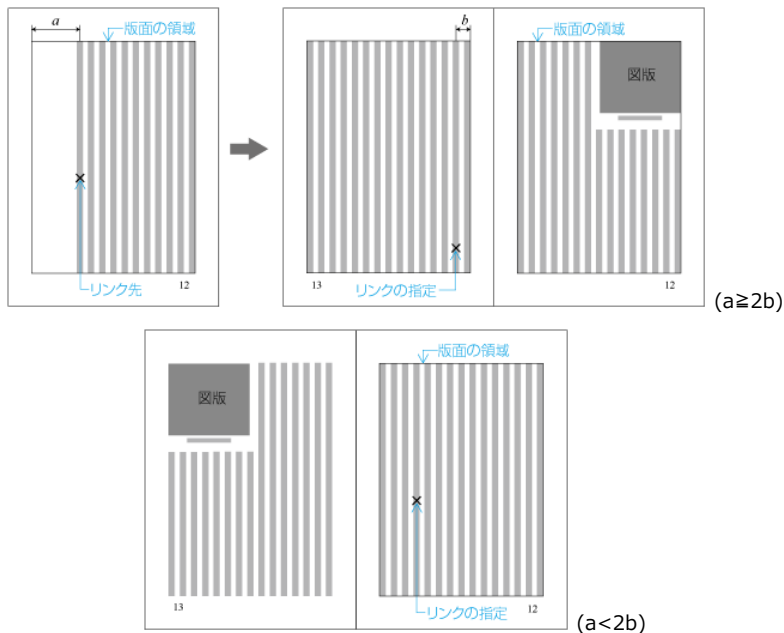 a
版面の領域
リンク先
12
b
13
リンクの指定
版面の領域
図版
12
(a≧2b)
図版
13
版面の領域
リンクの指定
12
(a<2b)